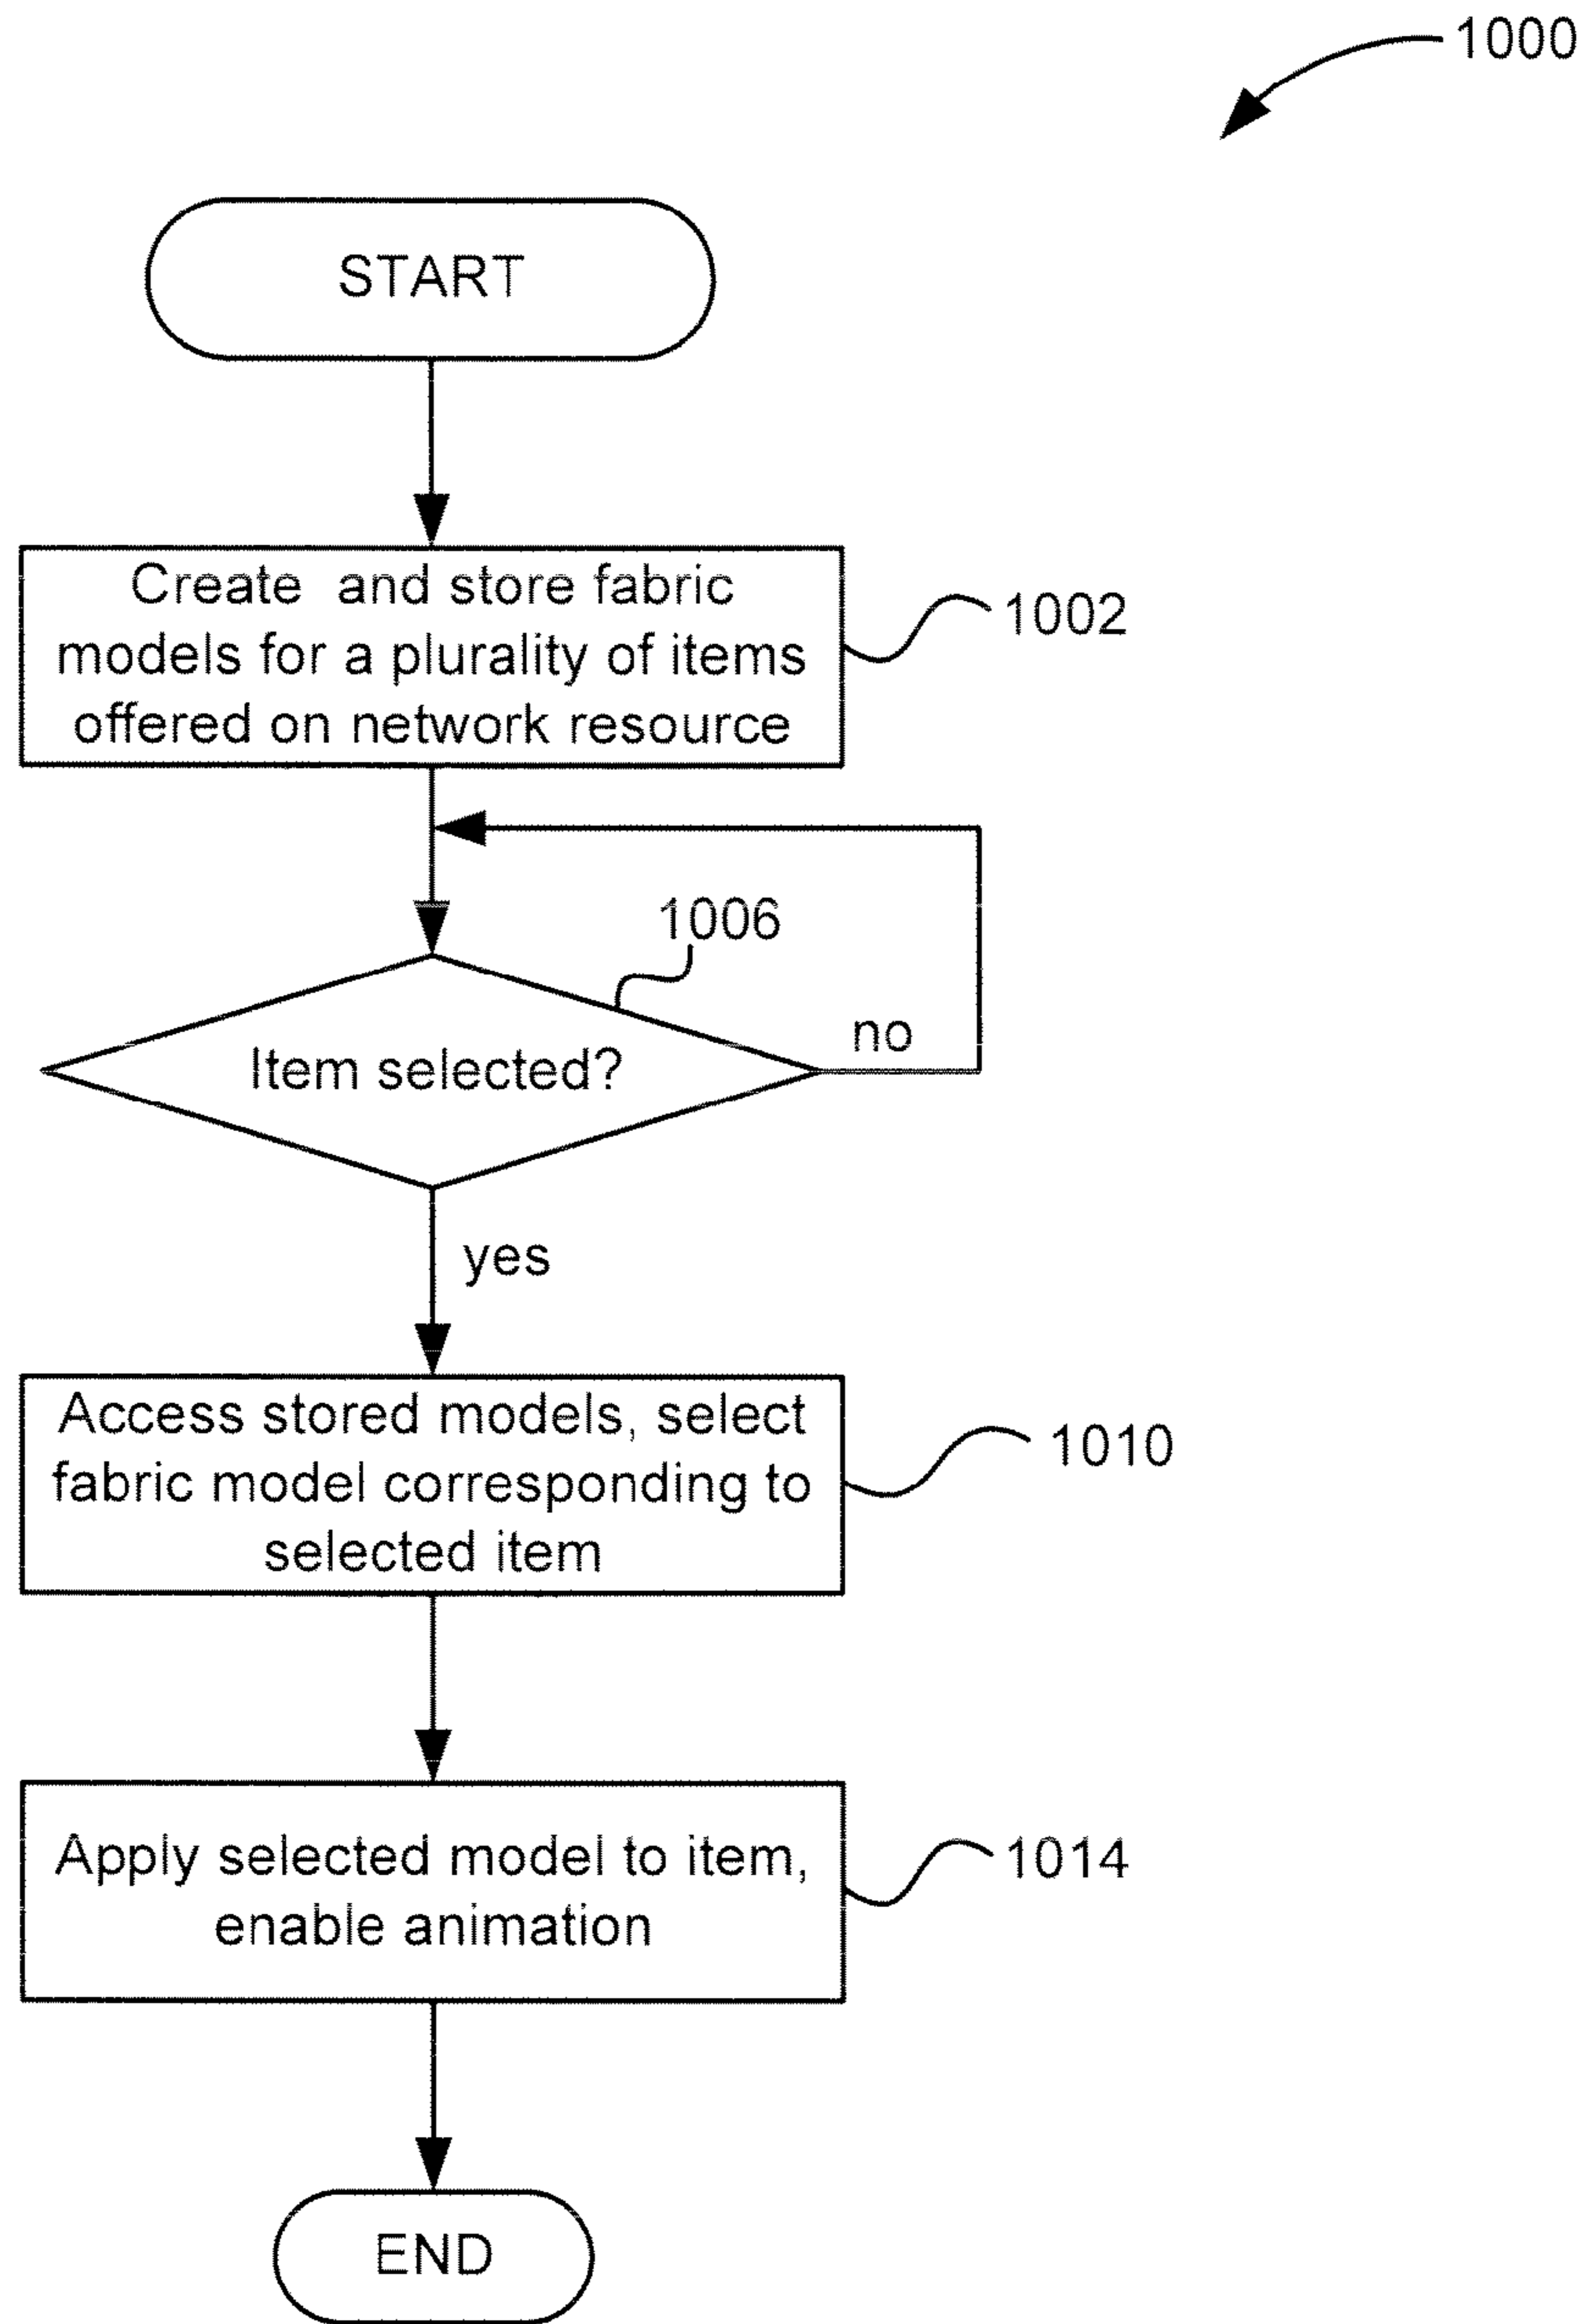 1000
START
Create and store fabric
models for a plurality of items
offered on network resource
1002
1006
Item selected?
no
yes
Access stored models, select
fabric model corresponding to
selected item
1010
Apply selected model to item,
enable animation
1014
END